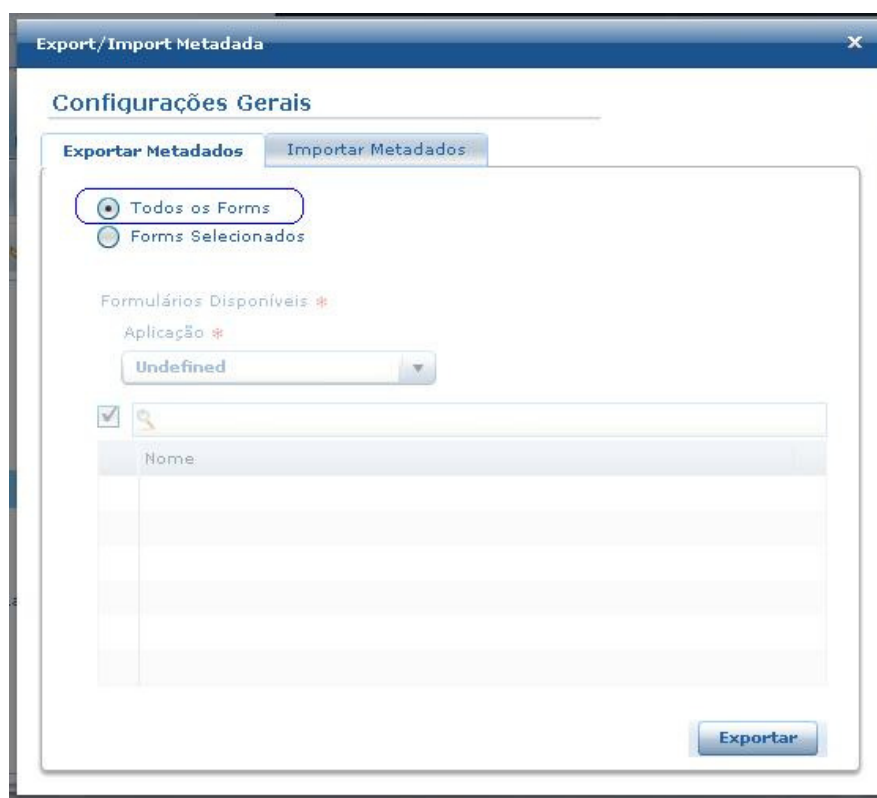 Export/Import Metadada
x
Configurações Gerais
Exportar Metadados
Importar Metadados
Todos os Forms
Forms Selecionados
Formulários Disponíveis *
Aplicação *
Undefined
Nome
Exportar